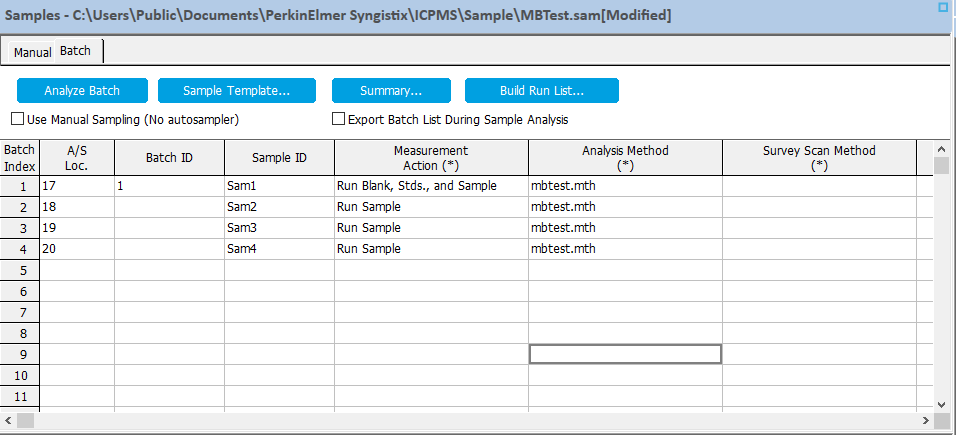 Samples - C:\Users\Public\Documents\PerkinElmer Syngistix\ICPMS\Sample\MBTest.sam[Modified]
Manual Batch
Analyze Batch Sample Template... Summary... Build Run List...
Use Manual Sampling (No autosampler) Export Batch List During Sample Analysis
Batch Index A/S Loc. Batch ID Sample ID Measurement Action (*) Analysis Method (*) Survey Scan Method (*)
1 17 1 Sam1 Run Blank, Stds., and Sample mbtest.mth
2 18 Sam2 Run Sample mbtest.mth
3 19 Sam3 Run Sample mbtest.mth
4 20 Sam4 Run Sample mbtest.mth
5
6
7
8
9
10
11